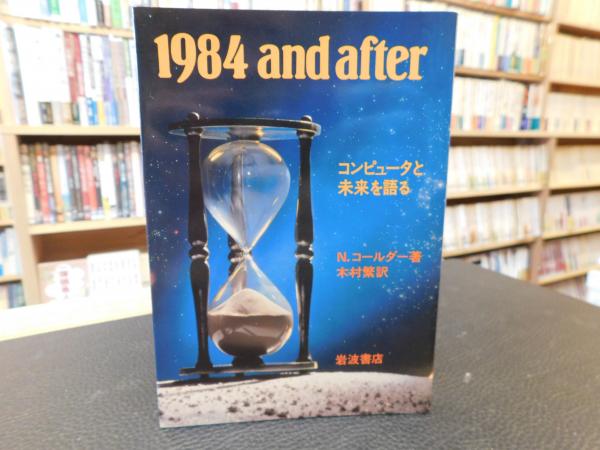 1984 and after
コンピュータと
未来を語る
N.コールダー著
木村繁訳
岩波書店